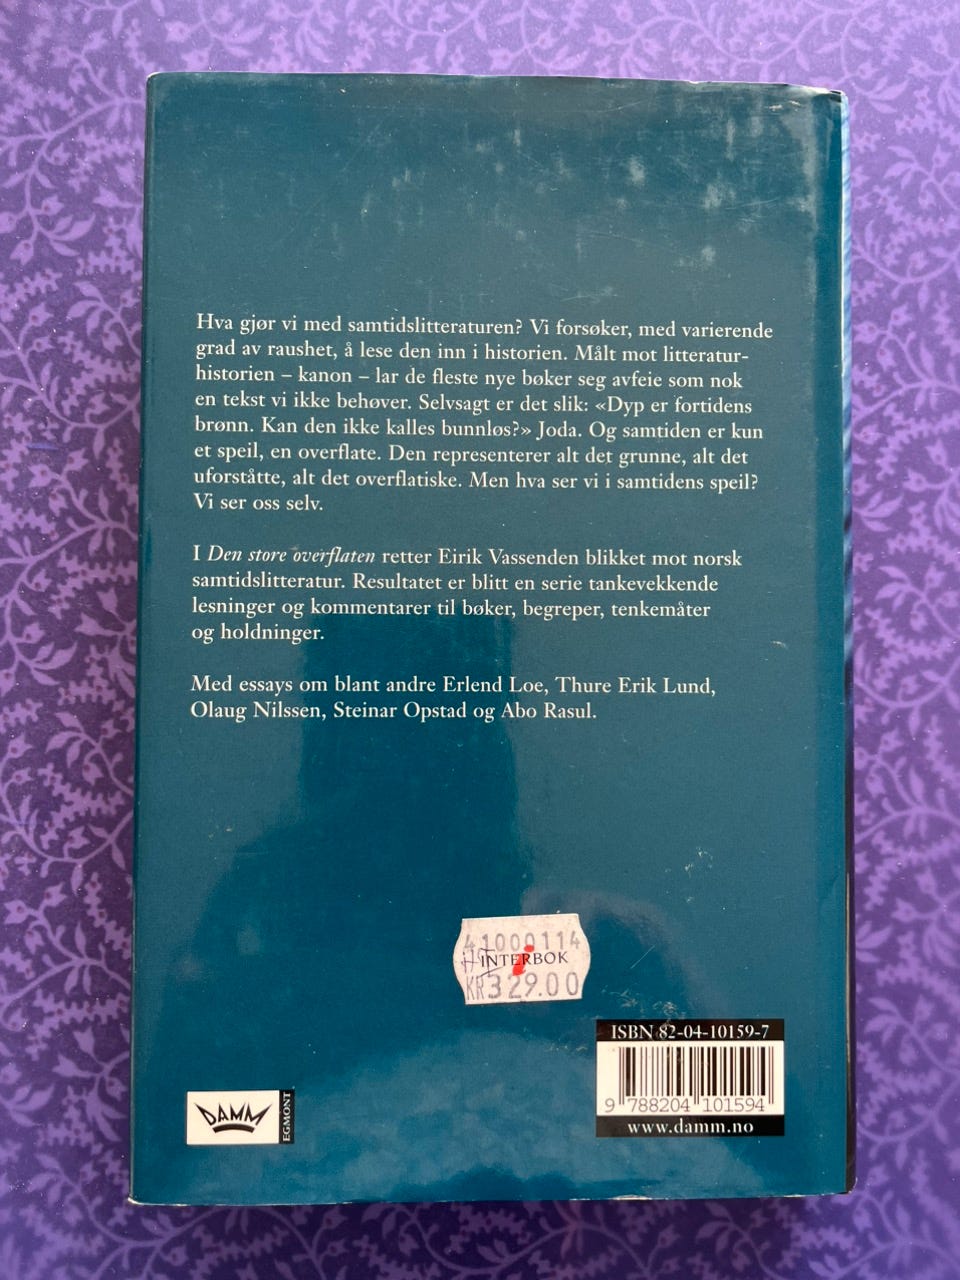 Hva gjør vi med samtidslitteraturen? Vi forsøker, med varierende
grad av raushet, å lese den inn i historien. Målt mot litteratur-
historien – kanon – lar de fleste nye bøker seg avfeie som nok
en tekst vi ikke behøver. Selvsagt er det slik: «Dyp er fortidens
brønn. Kan den ikke kalles bunnløs?» Joda. Og samtiden er kun
et speil, en overflate. Den representerer alt det grunne, alt det
uforståtte, alt det overflatiske. Men hva ser vi i samtidens speil?
Vi ser oss selv.
I Den store overflaten retter Eirik Vassenden blikket mot norsk
samtidslitteratur. Resultatet er blitt en serie tankevekkende
lesninger og kommentarer til bøker, begreper, tenkemåter
og holdninger.
Med essays om blant andre Erlend Loe, Thure Erik Lund,
Olaug Nilssen, Steinar Opstad og Abo Rasul.
41000114
INTERBOK
KR329.00
ISBN 82-04-10159-7
9 788204 101594
www.damm.no
DAMM
EGMONT